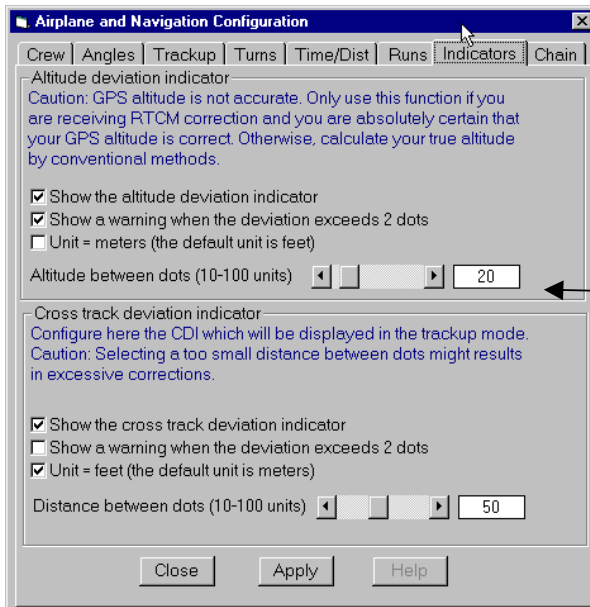 Airplane and Navigation Configuration
Crew Angles Trackup Turns Time/Dist Runs Indicators Chain
Altitude deviation indicator
Caution: GPS altitude is not accurate. Only use this function if you
are receiving RTCM correction and you are absolutely certain that
your GPS altitude is correct. Otherwise, calculate your true altitude
by conventional methods.
Show the altitude deviation indicator
Show a warning when the deviation exceeds 2 dots
Unit = meters (the default unit is feet)
Altitude between dots (10-100 units) 20
Cross track deviation indicator
Configure here the CDI which will be displayed in the trackup mode.
Caution: Selecting a too small distance between dots might results
in excessive corrections.
Show the cross track deviation indicator
Show a warning when the deviation exceeds 2 dots
Unit = feet (the default unit is meters)
Distance between dots (10-100 units) 50
Close Apply Help